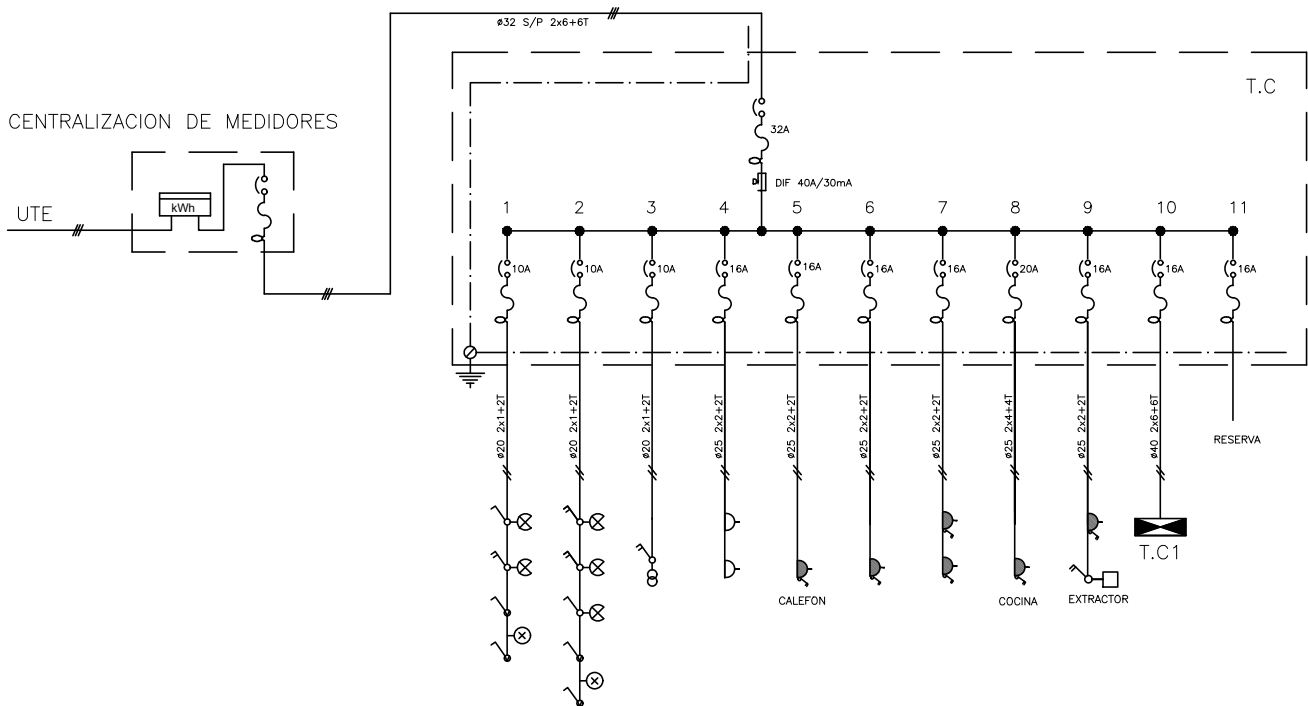 ø32 S/P 2x6+6T
T.C
CENTRALIZACION DE MEDIDORES
32A
kWh
DIF 40A/30mA
UTE
1 2 3 4 5 6 7 8 9 10 11
10A 10A 10A 16A 16A 16A 16A 20A 16A 16A 16A
ø20 2x1+2T
ø20 2x1+2T
ø20 2x1+2T
ø25 2x2+2T
ø25 2x2+2T
ø25 2x2+2T
ø25 2x2+2T
ø25 2x4+4T
ø25 2x2+2T
ø40 2x6+6T
RESERVA
T.C1
CALEFON COCINA EXTRACTOR